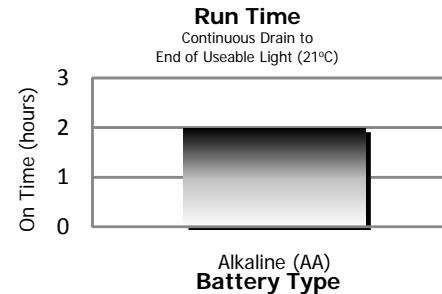 Run Time
Continuous Drain to
End of Useable Light (21ºC)
On Time (hours)
3
2
1
0
Alkaline (AA)
Battery Type